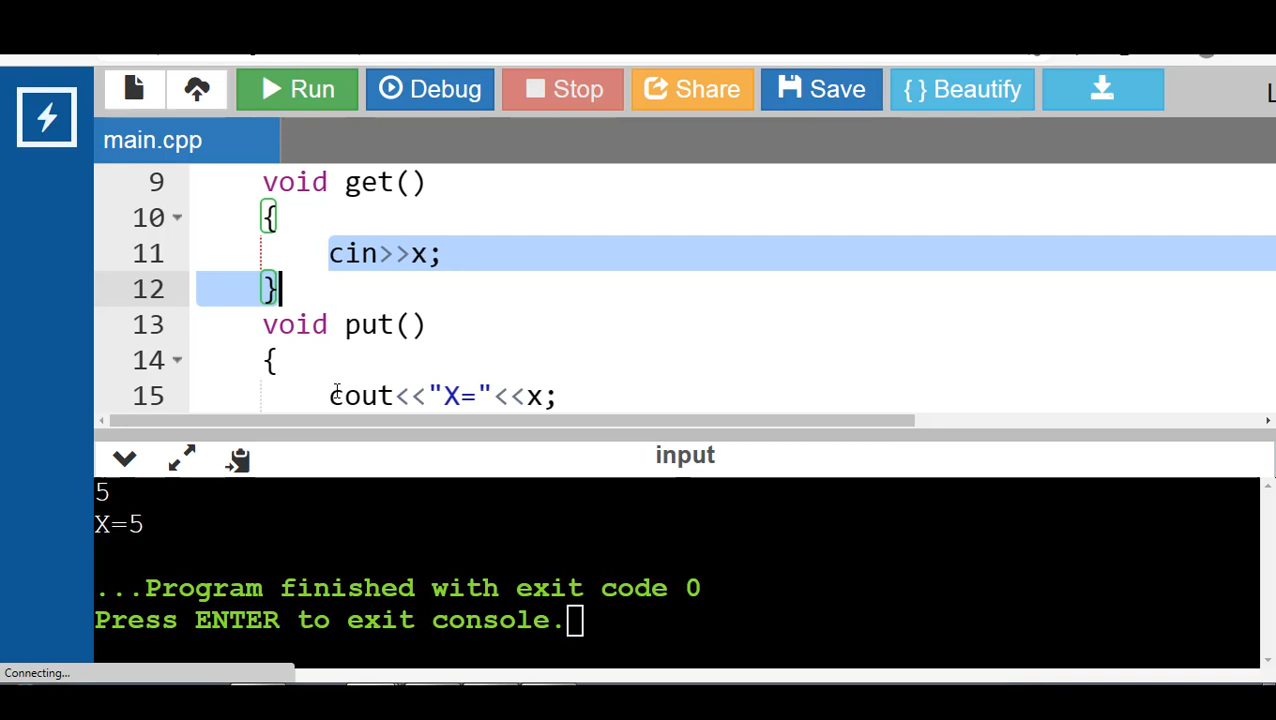 Run Debug Stop Share Save { } Beautify
main.cpp
9 void get()
10 {
11 cin>>x;
12 }
13 void put()
14 {
15 cout<<"X="<<x;
input
5
X=5
...Program finished with exit code 0
Press ENTER to exit console.
Connecting...